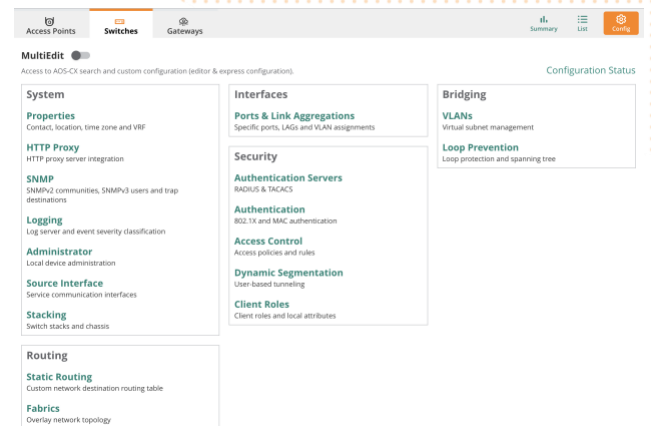 Access Points
Switches
Gateways
Summary
List
Config
MultiEdit
Access to AOS-CX search and custom configuration (editor & express configuration).
Configuration Status
System
Properties
Contact, location, time zone and VRF
HTTP Proxy
HTTP proxy server integration
SNMP
SNMPv2 communities, SNMPv3 users and trap
destinations
Logging
Log server and event severity classification
Administrator
Local device administration
Source Interface
Service communication interfaces
Stacking
Switch stacks and chassis
Routing
Static Routing
Custom network destination routing table
Fabrics
Overlay network topology
Interfaces
Ports & Link Aggregations
Specific ports, LAGs and VLAN assignments
Security
Authentication Servers
RADIUS & TACACS
Authentication
802.1X and MAC authentication
Access Control
Access policies and rules
Dynamic Segmentation
User-based tunneling
Client Roles
Client roles and local attributes
Bridging
VLANs
Virtual subnet management
Loop Prevention
Loop protection and spanning tree